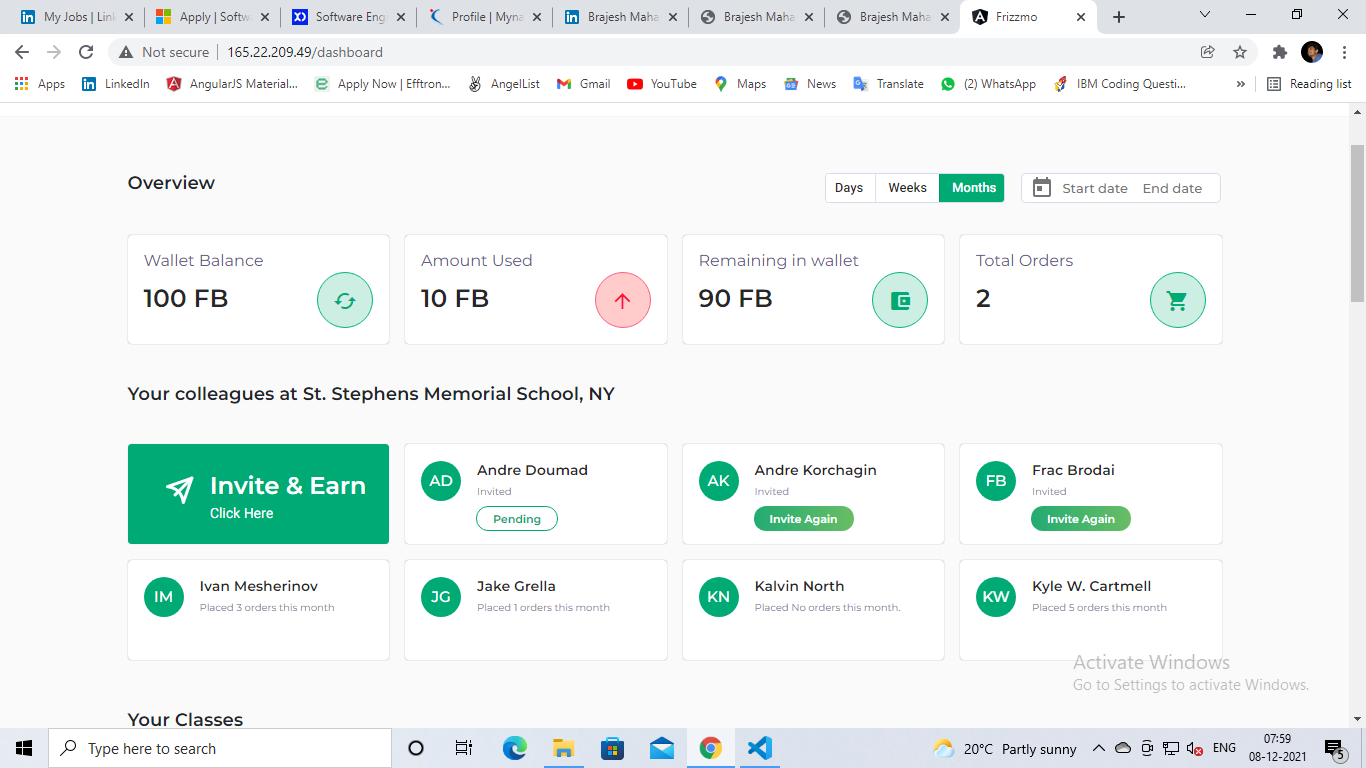 My Jobs | Link
Apply | Softwa
Software Engi
Profile | Myna
Brajesh Maha
Brajesh Maha
Brajesh Maha
Frizzmo
Not secure
165.22.209.49/dashboard
Apps
LinkedIn
AngularJS Material...
Apply Now | Efftron...
AngelList
Gmail
YouTube
Maps
News
Translate
(2) WhatsApp
IBM Coding Questi...
»
Reading list
Overview
Days
Weeks
Months
Start date
End date
Wallet Balance
100 FB
Amount Used
10 FB
Remaining in wallet
90 FB
Total Orders
2
Your colleagues at St. Stephens Memorial School, NY
Invite & Earn
Click Here
AD
Andre Doumad
Invited
Pending
AK
Andre Korchagin
Invited
Invite Again
FB
Frac Brodai
Invited
Invite Again
IM
Ivan Mesherinov
Placed 3 orders this month
JG
Jake Grella
Placed 1 orders this month
KN
Kalvin North
Placed No orders this month.
KW
Kyle W. Cartmell
Placed 5 orders this month
Activate Windows
Go to Settings to activate Windows.
Your Classes
Type here to search
20°C Partly sunny
ENG
07:59
08-12-2021
5